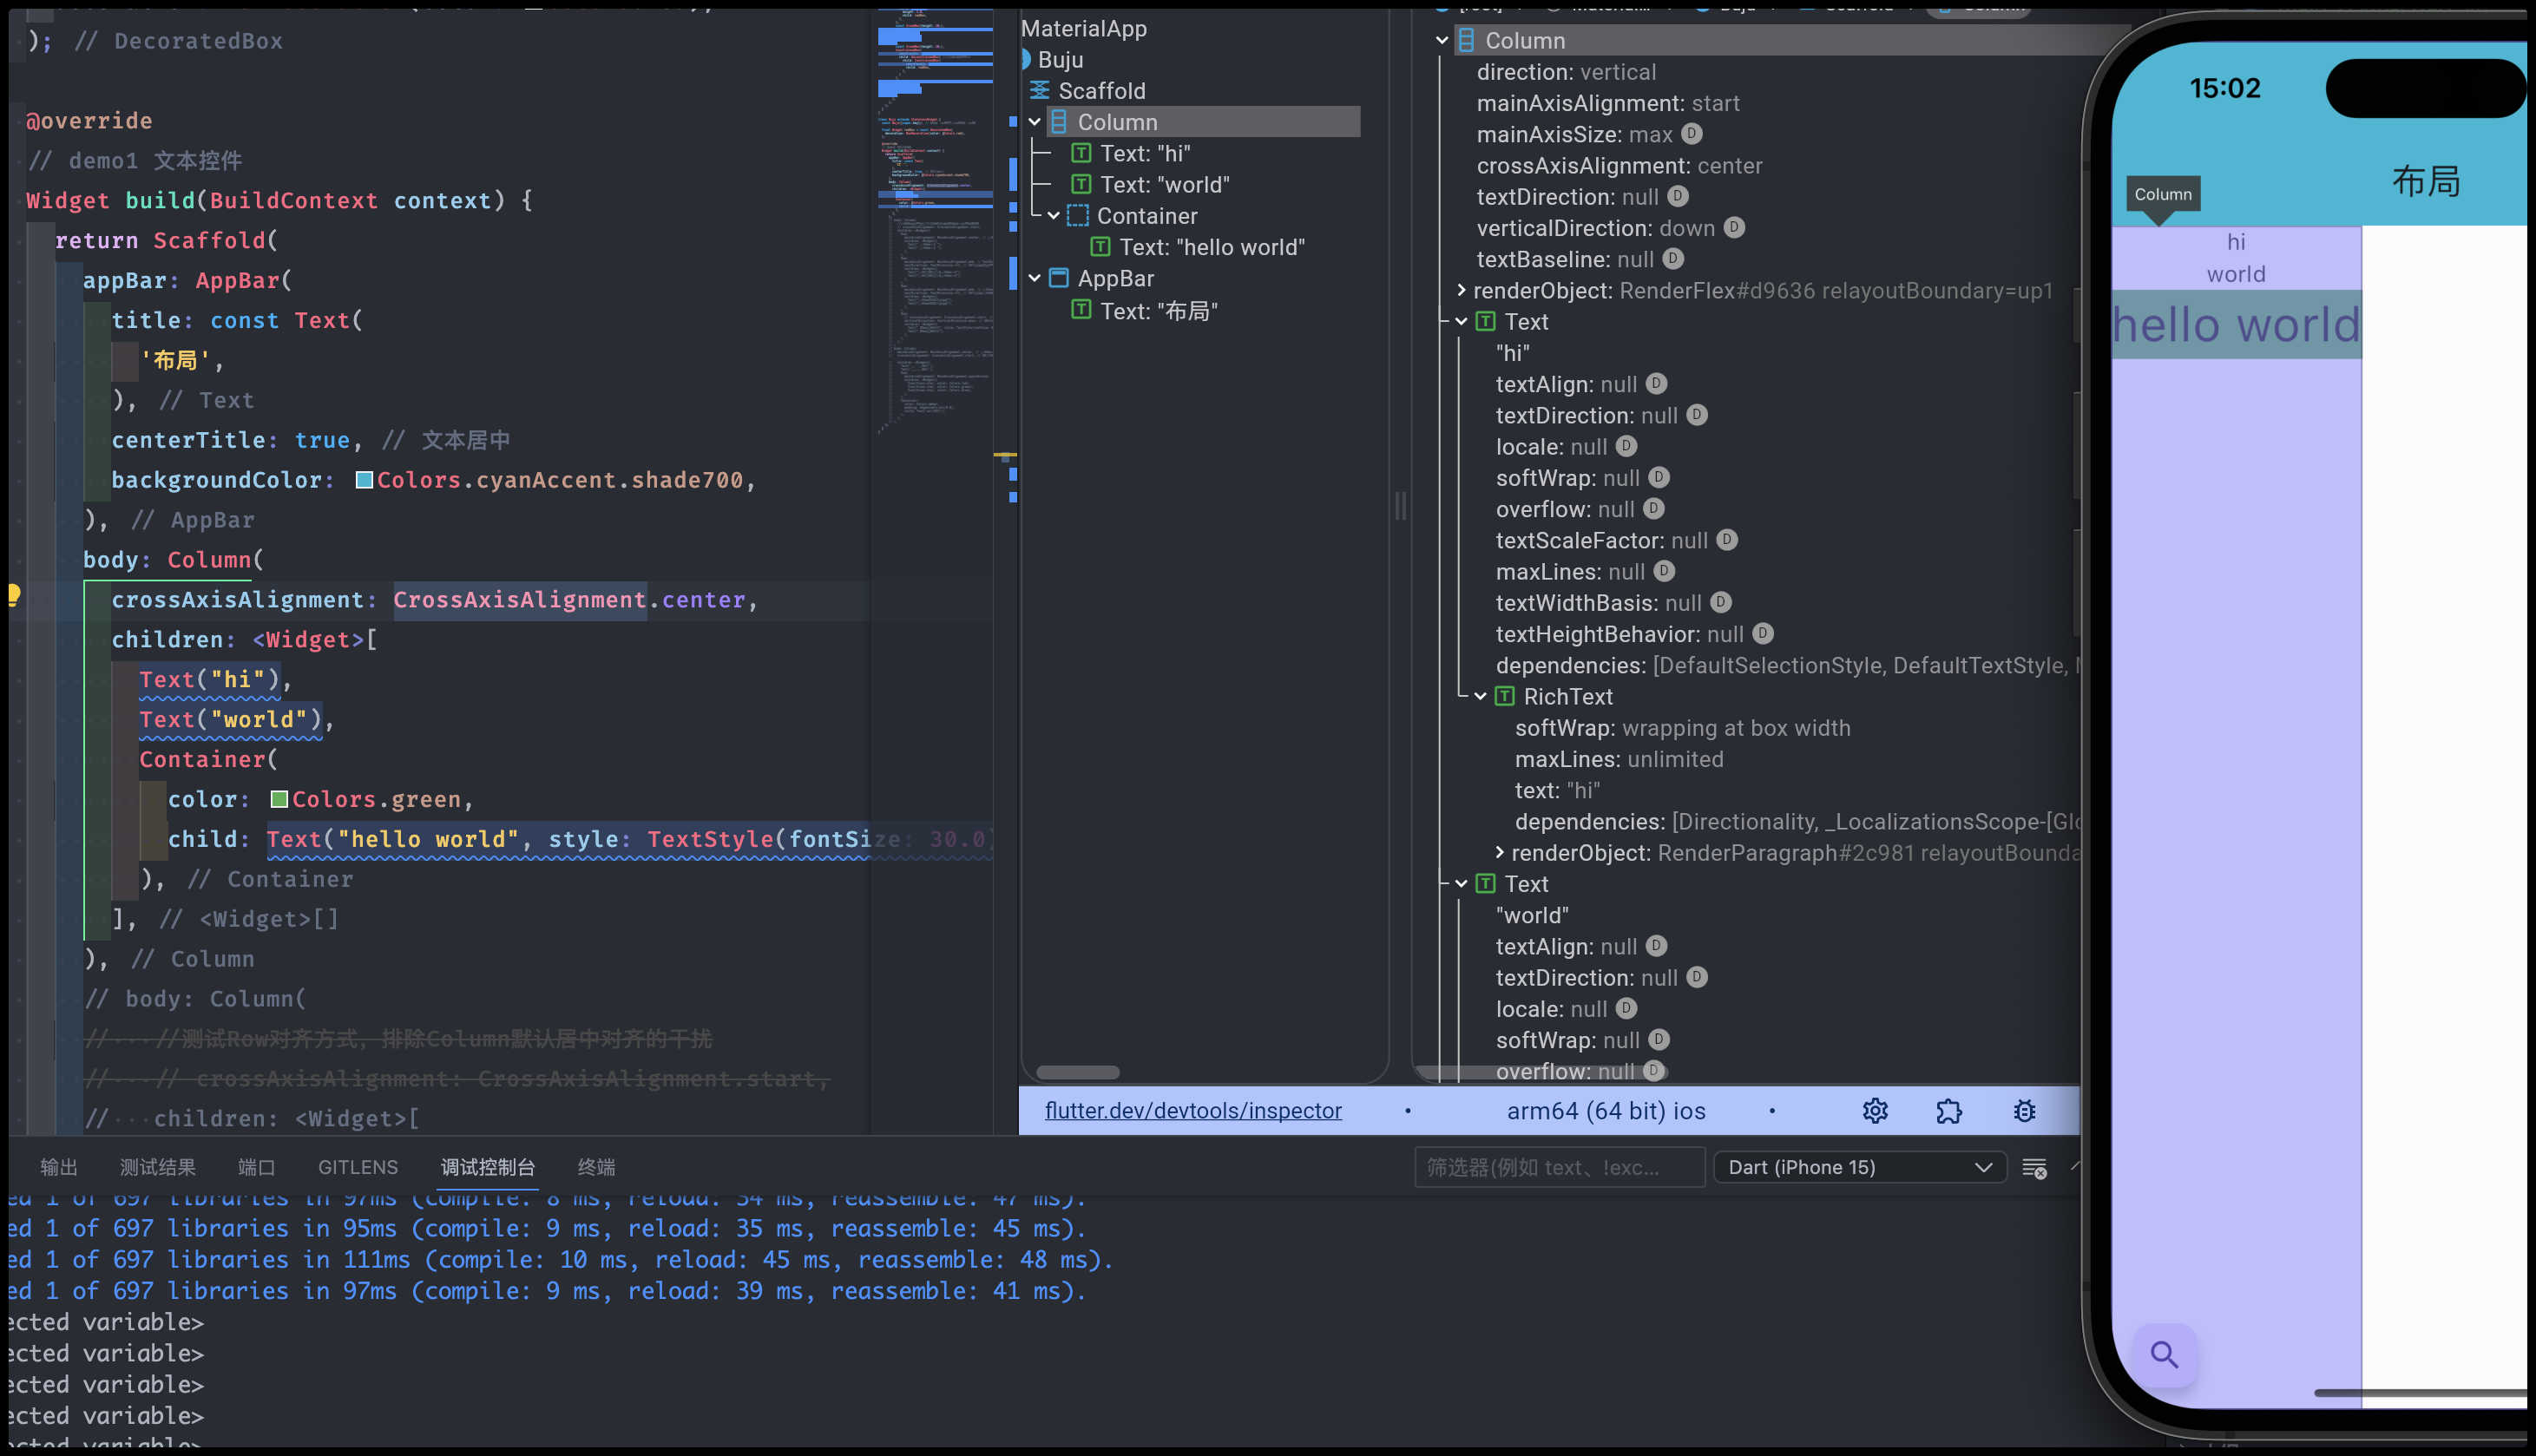 ); // DecoratedBox
@override
// demo1 文本控件
Widget build(BuildContext context) {
return Scaffold(
appBar: AppBar(
title: const Text(
'布局',
), // Text
centerTitle: true, // 文本居中
backgroundColor: Colors.cyanAccent.shade700,
), // AppBar
body: Column(
crossAxisAlignment: CrossAxisAlignment.center,
children: <Widget>[
Text("hi"),
Text("world"),
Container(
color: Colors.green,
child: Text("hello world", style: TextStyle(fontSize: 30.0)
), // Container
], // <Widget>[]
), // Column
// body: Column(
// //测试Row对齐方式, 排除Column默认居中对齐的干扰
// // crossAxisAlignment: CrossAxisAlignment.start,
// children: <Widget>[
MaterialApp
Buju
Scaffold
Column
Text: "hi"
Text: "world"
Container
Text: "hello world"
AppBar
Text: "布局"
Column
direction: vertical
mainAxisAlignment: start
mainAxisSize: max D
crossAxisAlignment: center
textDirection: null D
verticalDirection: down D
textBaseline: null D
renderObject: RenderFlex#d9636 relayoutBoundary=up1
Text
"hi"
textAlign: null D
textDirection: null D
locale: null D
softWrap: null D
overflow: null D
textScaleFactor: null D
maxLines: null D
textWidthBasis: null D
textHeightBehavior: null D
dependencies: [DefaultSelectionStyle, DefaultTextStyle,
RichText
softWrap: wrapping at box width
maxLines: unlimited
text: "hi"
dependencies: [Directionality, _LocalizationsScope-[Glo
renderObject: RenderParagraph#2c981 relayoutBounda
Text
"world"
textAlign: null D
textDirection: null D
locale: null D
softWrap: null D
overflow: null D
flutter.dev/devtools/inspector • arm64 (64 bit) ios •
15:02
布局
Column
hi
world
hello world
输出 测试结果 端口 GITLENS 调试控制台 终端
筛选器(例如 text、!exc...
Dart (iPhone 15)
ed 1 of 697 libraries in 97ms (compile: 8 ms, reload: 34 ms, reassemble: 47 ms).
ed 1 of 697 libraries in 95ms (compile: 9 ms, reload: 35 ms, reassemble: 45 ms).
ed 1 of 697 libraries in 111ms (compile: 10 ms, reload: 45 ms, reassemble: 48 ms).
ed 1 of 697 libraries in 97ms (compile: 9 ms, reload: 39 ms, reassemble: 41 ms).
ected variable>
ected variable>
ected variable>
ected variable>
ected variable>